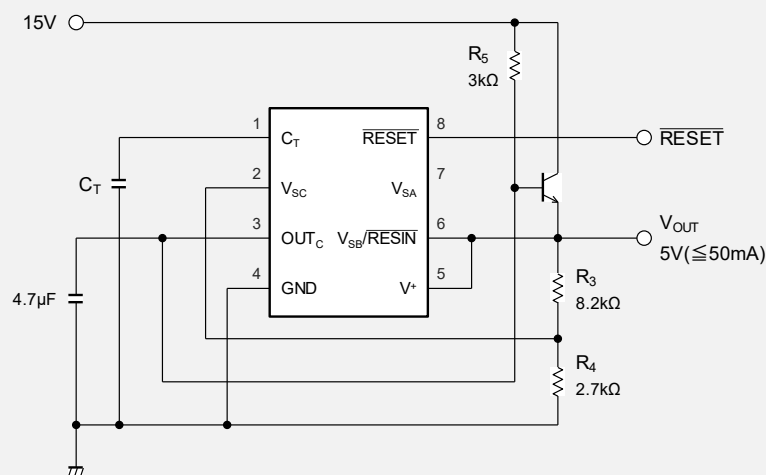 15V
R5
3kΩ
1
8
CT
RESET
RESET
CT
2
7
VSC
VSA
3
6
VOUT
OUTC
VSB/RESIN
5V(≦50mA)
4
5
R3
8.2kΩ
4.7μF
GND
V+
R4
2.7kΩ